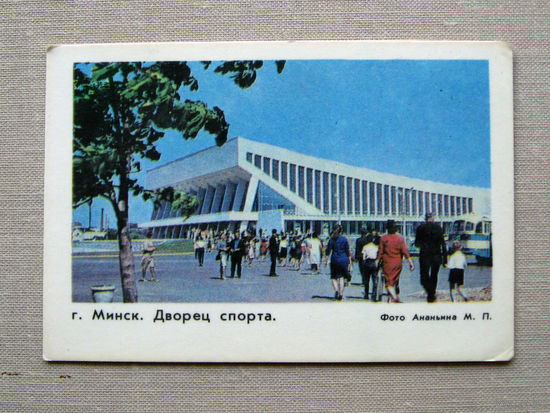 г. Минск. Дворец спорта.
Фото Ананьина М. П.